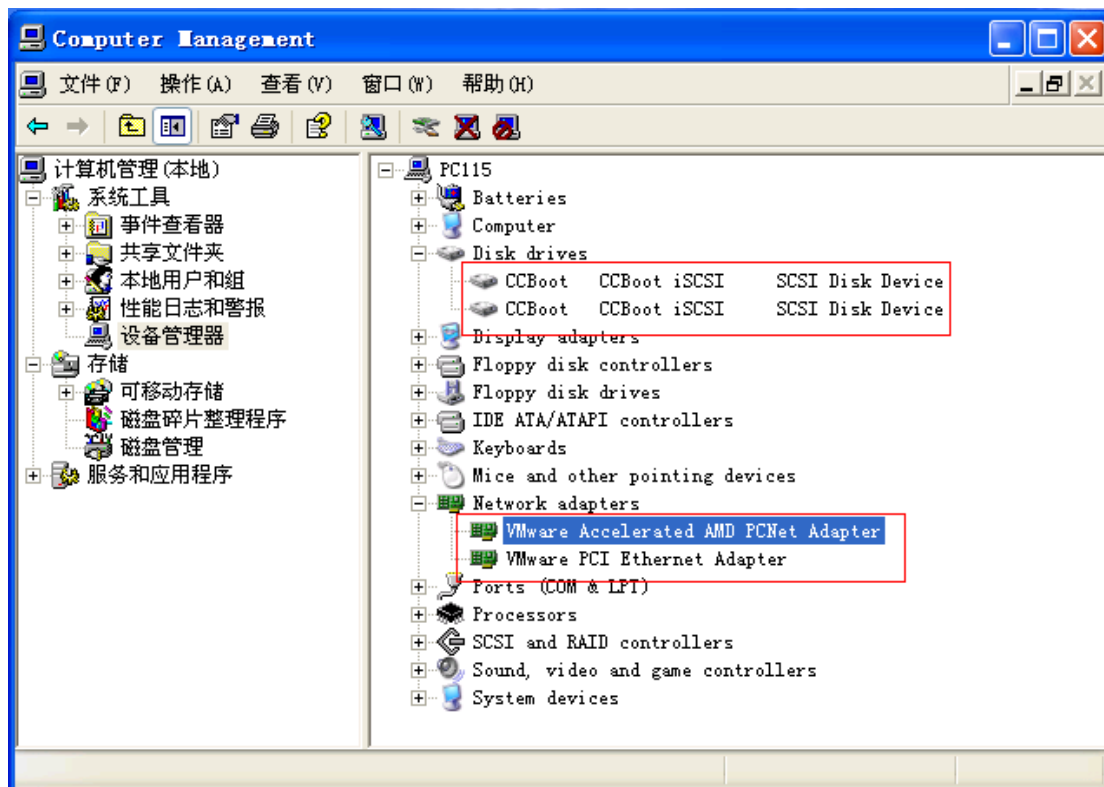 Computer Management
文件(F) 操作(A) 查看(V) 窗口(W) 帮助(H)
计算机管理(本地)
系统工具
事件查看器
共享文件夹
本地用户和组
性能日志和警报
设备管理器
存储
可移动存储
磁盘碎片整理程序
磁盘管理
服务和应用程序
PC115
Batteries
Computer
Disk drives
CCBoot CCBoot iSCSI SCSI Disk Device
CCBoot CCBoot iSCSI SCSI Disk Device
Display adapters
Floppy disk controllers
Floppy disk drives
IDE ATA/ATAPI controllers
Keyboards
Mice and other pointing devices
Network adapters
VMware Accelerated AMD PCNet Adapter
VMware PCI Ethernet Adapter
Ports (COM & LPT)
Processors
SCSI and RAID controllers
Sound, video and game controllers
System devices